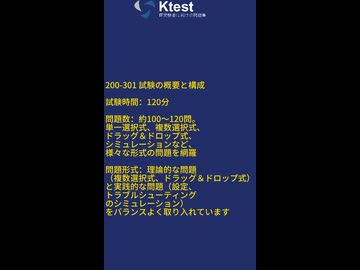 Ktest
200-301 試験の概要と構成
試験時間：120分
問題数：約100～120問。
単一選択式、複数選択式、
ドラッグ＆ドロップ式、
シミュレーションなど、
様々な形式の問題を網羅
問題形式：理論的な問題
（複数選択式、ドラッグ＆ドロップ式）
と実践的な問題（設定、
トラブルシューティング
のシミュレーション）
をバランスよく取り入れています